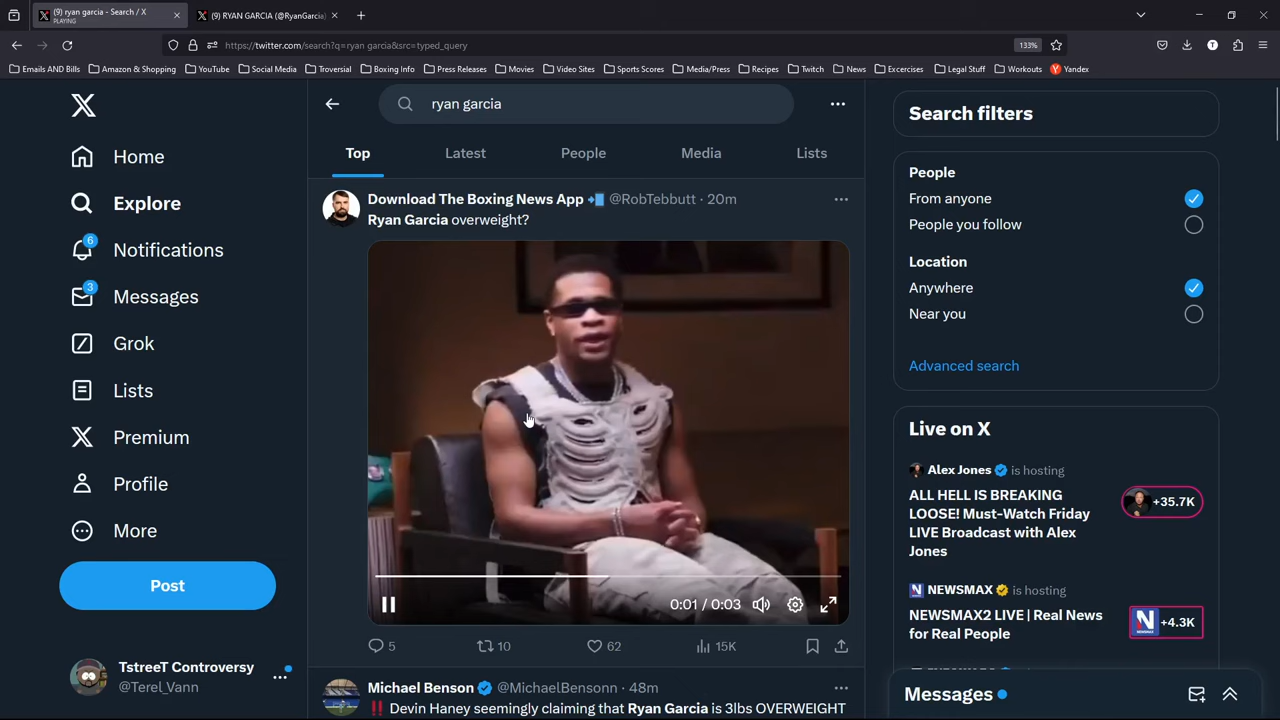 (9) ryan garcia - Search / X
PLAYING
(9) RYAN GARCIA (@RyanGarcia)
https://twitter.com/search?q=ryan garcia&src=typed_query
133%
Emails AND Bills
Amazon & Shopping
YouTube
Social Media
Troversial
Boxing Info
Press Releases
Movies
Video Sites
Sports Scores
Media/Press
Recipes
Twitch
News
Excercises
Legal Stuff
Workouts
Yandex
X
Home
Explore
6
Notifications
3
Messages
Grok
Lists
Premium
Profile
More
Post
TstreeT Controversy
@Terel_Vann
ryan garcia
Top
Latest
People
Media
Lists
Download The Boxing News App @RobTebbutt · 20m
Ryan Garcia overweight?
0:01 / 0:03
5
10
62
15K
Michael Benson @MichaelBensonn · 48m
‼ Devin Haney seemingly claiming that Ryan Garcia is 3lbs OVERWEIGHT
Search filters
People
From anyone
People you follow
Location
Anywhere
Near you
Advanced search
Live on X
Alex Jones is hosting
ALL HELL IS BREAKING
LOOSE! Must-Watch Friday
LIVE Broadcast with Alex
Jones
+35.7K
NEWSMAX is hosting
NEWSMAX2 LIVE | Real News
for Real People
+4.3K
Messages